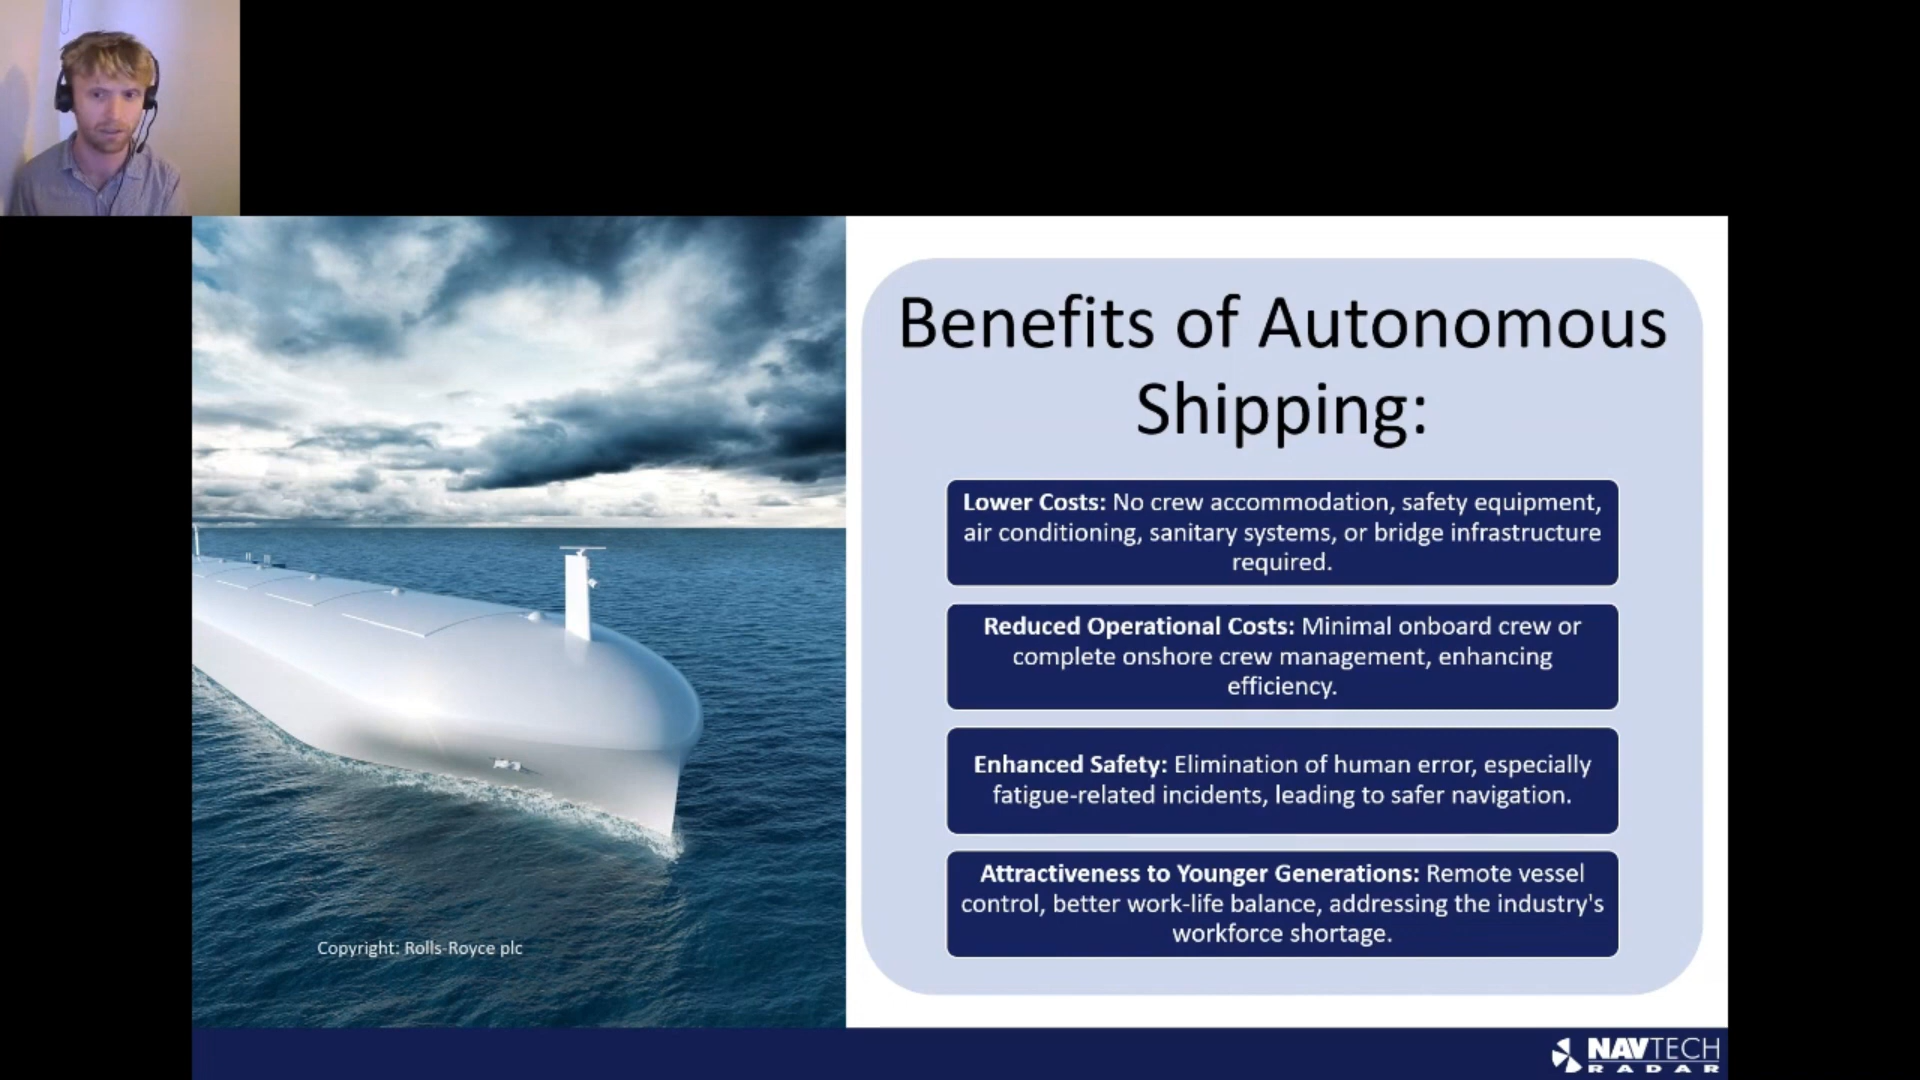 Benefits of Autonomous
Shipping:
Lower Costs: No crew accommodation, safety equipment,
air conditioning, sanitary systems, or bridge infrastructure
required.
Reduced Operational Costs: Minimal onboard crew or
complete onshore crew management, enhancing
efficiency.
Enhanced Safety: Elimination of human error, especially
fatigue-related incidents, leading to safer navigation.
Attractiveness to Younger Generations: Remote vessel
control, better work-life balance, addressing the industry's
workforce shortage.
Copyright: Rolls-Royce plc
NAVTECH
RADAR